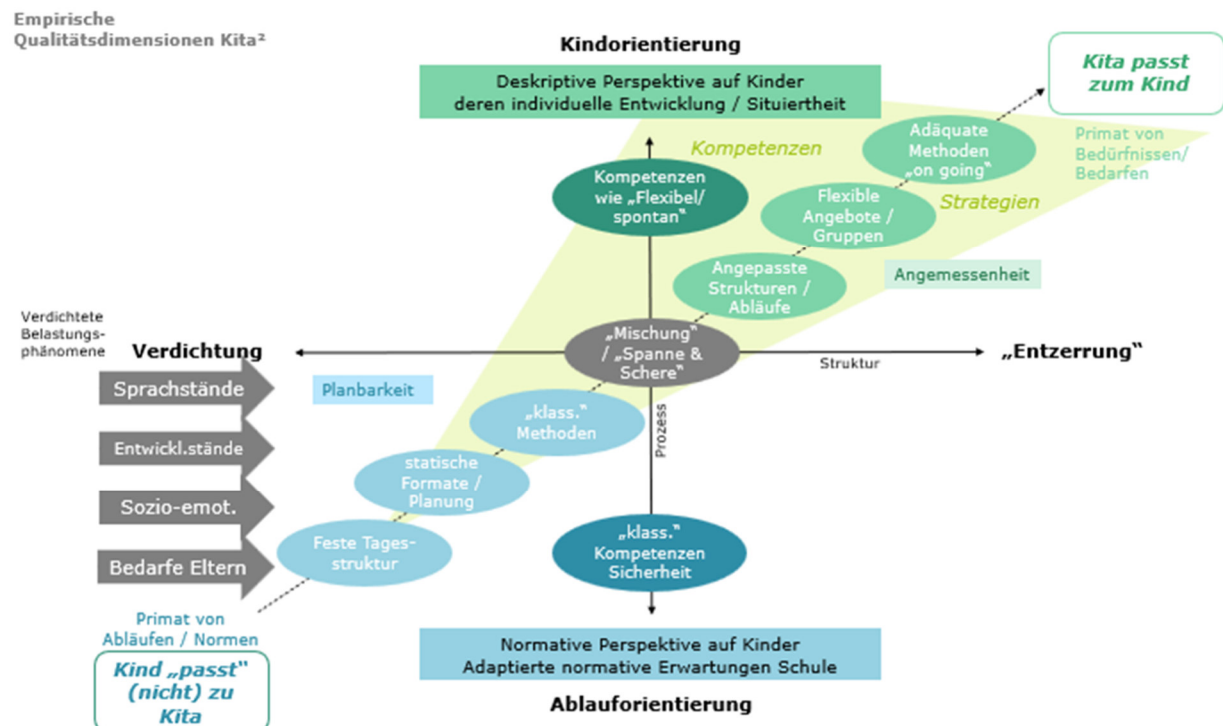 Empirische
Qualitätsdimensionen Kita²
Kindorientierung
Deskriptive Perspektive auf Kinder
deren individuelle Entwicklung / Situiertheit
Kita passt
zum Kind
Kompetenzen
Adäquate
Methoden
„on going“
Primat von
Bedürfnissen/
Bedarfen
Kompetenzen
wie „Flexibel/
spontan“
Flexible
Angebote /
Gruppen
Strategien
Angepasste
Strukturen /
Abläufe
Angemessenheit
Verdichtete
Belastungs-
phänomene
Verdichtung
„Mischung“
/ „Spanne &
Schere“
Struktur
„Entzerrung“
Sprachstände
Planbarkeit
„klass.“
Methoden
Prozess
Entwickl.stände
statische
Formate /
Planung
Sozio-emot.
Feste Tages-
struktur
„klass.“
Kompetenzen
Sicherheit
Bedarfe Eltern
Primat von
Abläufen / Normen
Kind „passt“
(nicht) zu
Kita
Normative Perspektive auf Kinder
Adaptierte normative Erwartungen Schule
Ablauforientierung